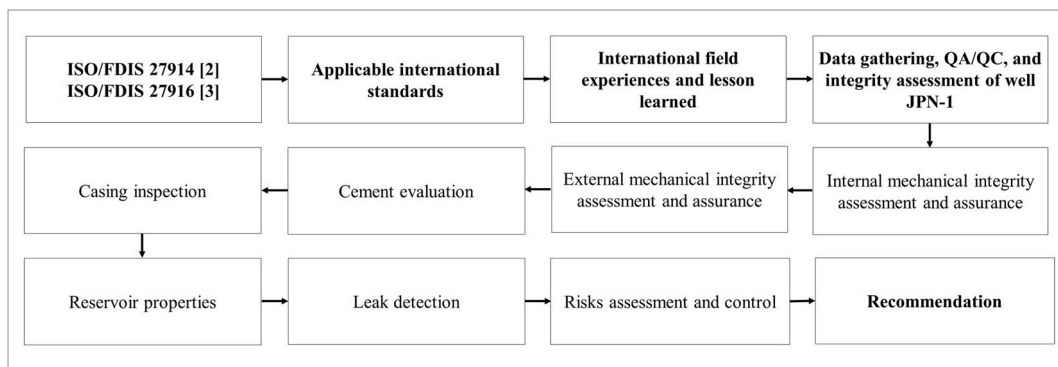 ISO/FDIS 27914 [2]
ISO/FDIS 27916 [3]
Applicable international
standards
International field
experiences and lesson
learned
Data gathering, QA/QC, and
integrity assessment of well
JPN-1
Casing inspection
Cement evaluation
External mechanical integrity
assessment and assurance
Internal mechanical integrity
assessment and assurance
Reservoir properties
Leak detection
Risks assessment and control
Recommendation